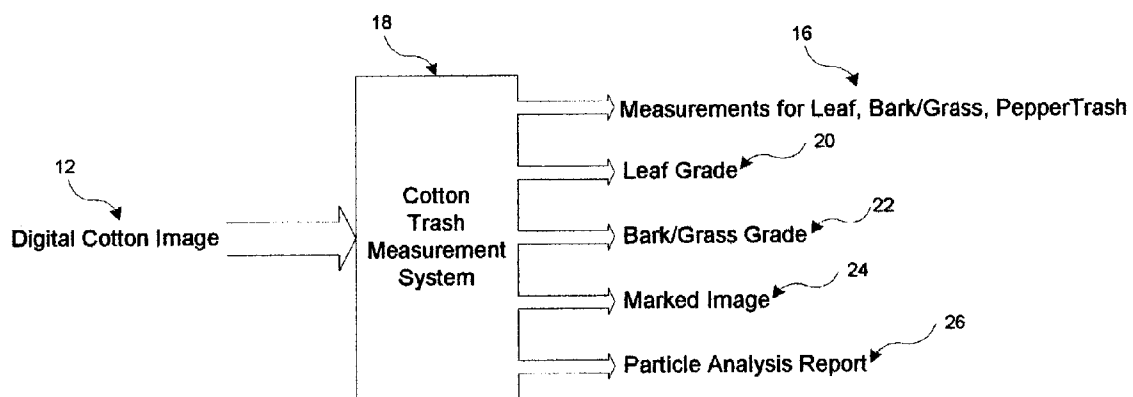 18
16
Measurements for Leaf, Bark/Grass, PepperTrash
20
Leaf Grade
12
Digital Cotton Image
Cotton
Trash
Measurement
System
22
Bark/Grass Grade
24
Marked Image
26
Particle Analysis Report